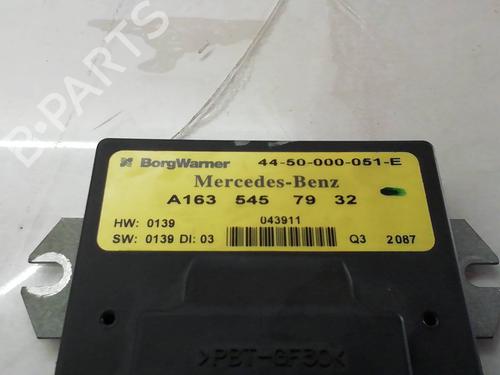 B-PARTS
BorgWarner 44-50-000-051-E
Mercedes-Benz
A163 545 79 32
HW: 0139 043911
SW: 0139 DI: 03 Q3 2087
>PBT-GF30<